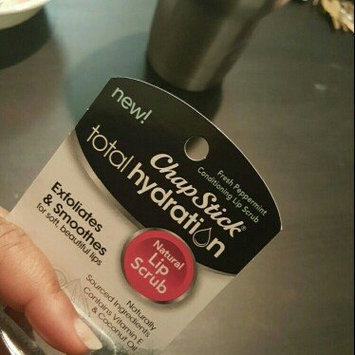 new!
ChapStick®
total hydration
Fresh Peppermint
Conditioning Lip Scrub
Exfoliates
& Smoothes
for soft, beautiful lips
Natural
Lip
Scrub
Naturally
Sourced Ingredients
Contains Vitamin E
& Coconut Oil